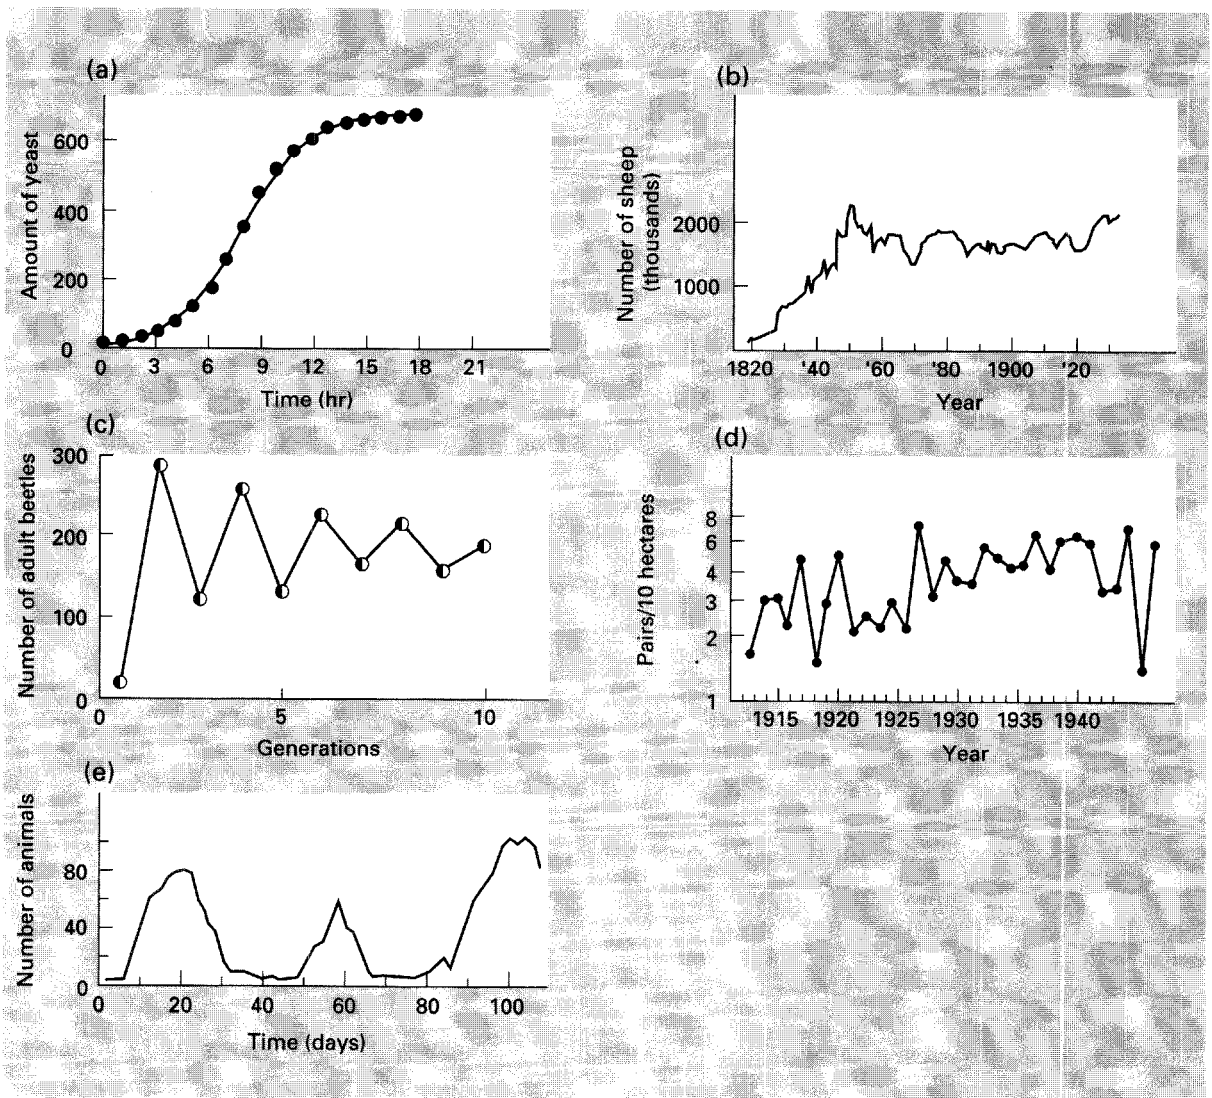 (a)
Amount of yeast
600
400
200
0
0 3 6 9 12 15 18 21
Time (hr)
(b)
Number of sheep
(thousands)
2000
1000
1820 '40 '60 '80 1900 '20
Year
(c)
Number of adult beetles
300
200
100
0
0 5 10
Generations
(d)
Pairs/10 hectares
8
6
4
3
2
1
1915 1920 1925 1930 1935 1940
Year
(e)
Number of animals
80
40
0
0 20 40 60 80 100
Time (days)